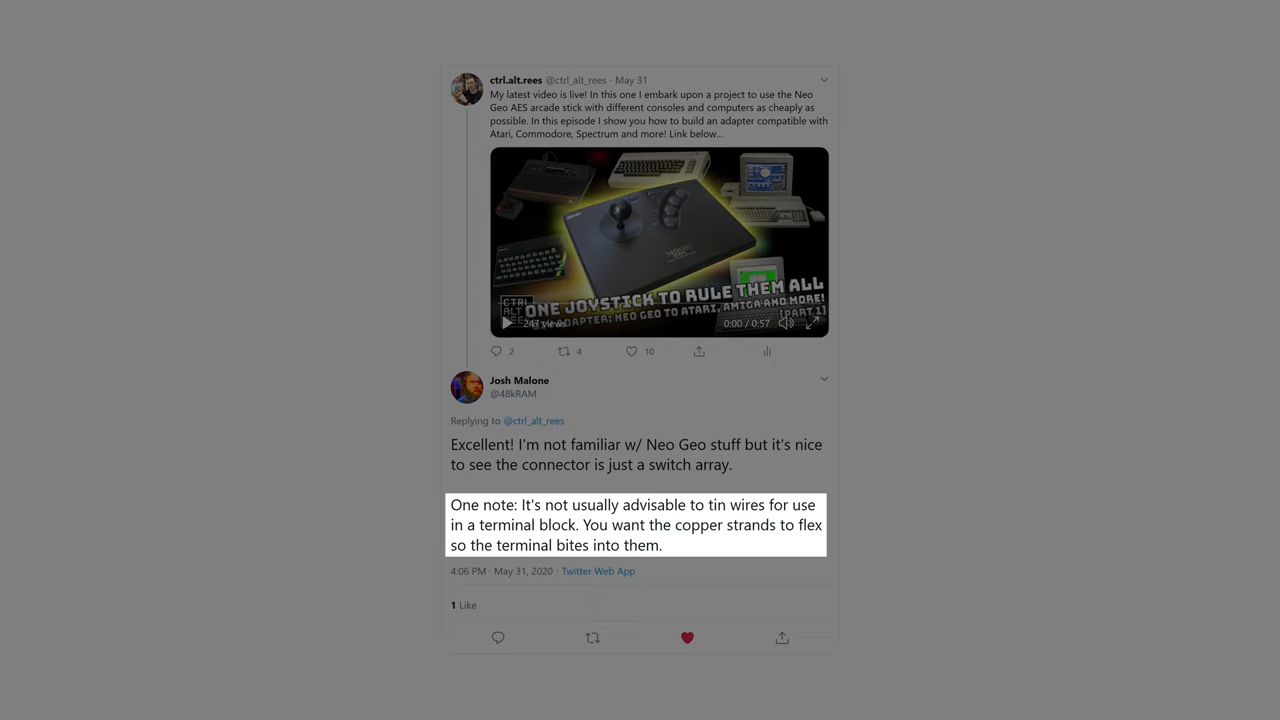 ctrl.alt.rees @ctrl_alt_rees · May 31
My latest video is live! In this one I embark upon a project to use the Neo
Geo AES arcade stick with different consoles and computers as cheaply as
possible. In this episode I show you how to build an adapter compatible with
Atari, Commodore, Spectrum and more! Link below...
NEO·GEO
CTRL
ALT
REES
ONE JOYSTICK TO RULE THEM ALL
ADAPTER: NEO GEO TO ATARI, AMIGA AND MORE!
[PART 1]
247 views
0:00 / 0:57
2
4
10
Josh Malone
@48kRAM
Replying to @ctrl_alt_rees
Excellent! I'm not familiar w/ Neo Geo stuff but it's nice
to see the connector is just a switch array.
One note: It's not usually advisable to tin wires for use
in a terminal block. You want the copper strands to flex
so the terminal bites into them.
4:06 PM · May 31, 2020 · Twitter Web App
1 Like